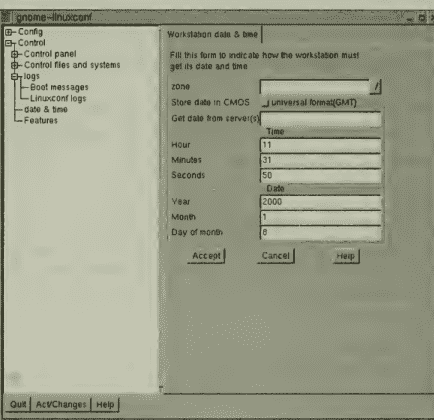 gnome-linuxconf
Config
Control
Control panel
Control files and systems
logs
Boot messages
Linuxconf logs
date & time
Features
Workstation date & time
Fill this form to indicate how the workstation must
get its date and time
zone
Store date in CMOS universal format(GMT)
Get date from server(s)
Time
Hour 11
Minutes 31
Seconds 50
Date
Year 2000
Month 1
Day of month 8
Accept Cancel Help
Quit Act/Changes Help